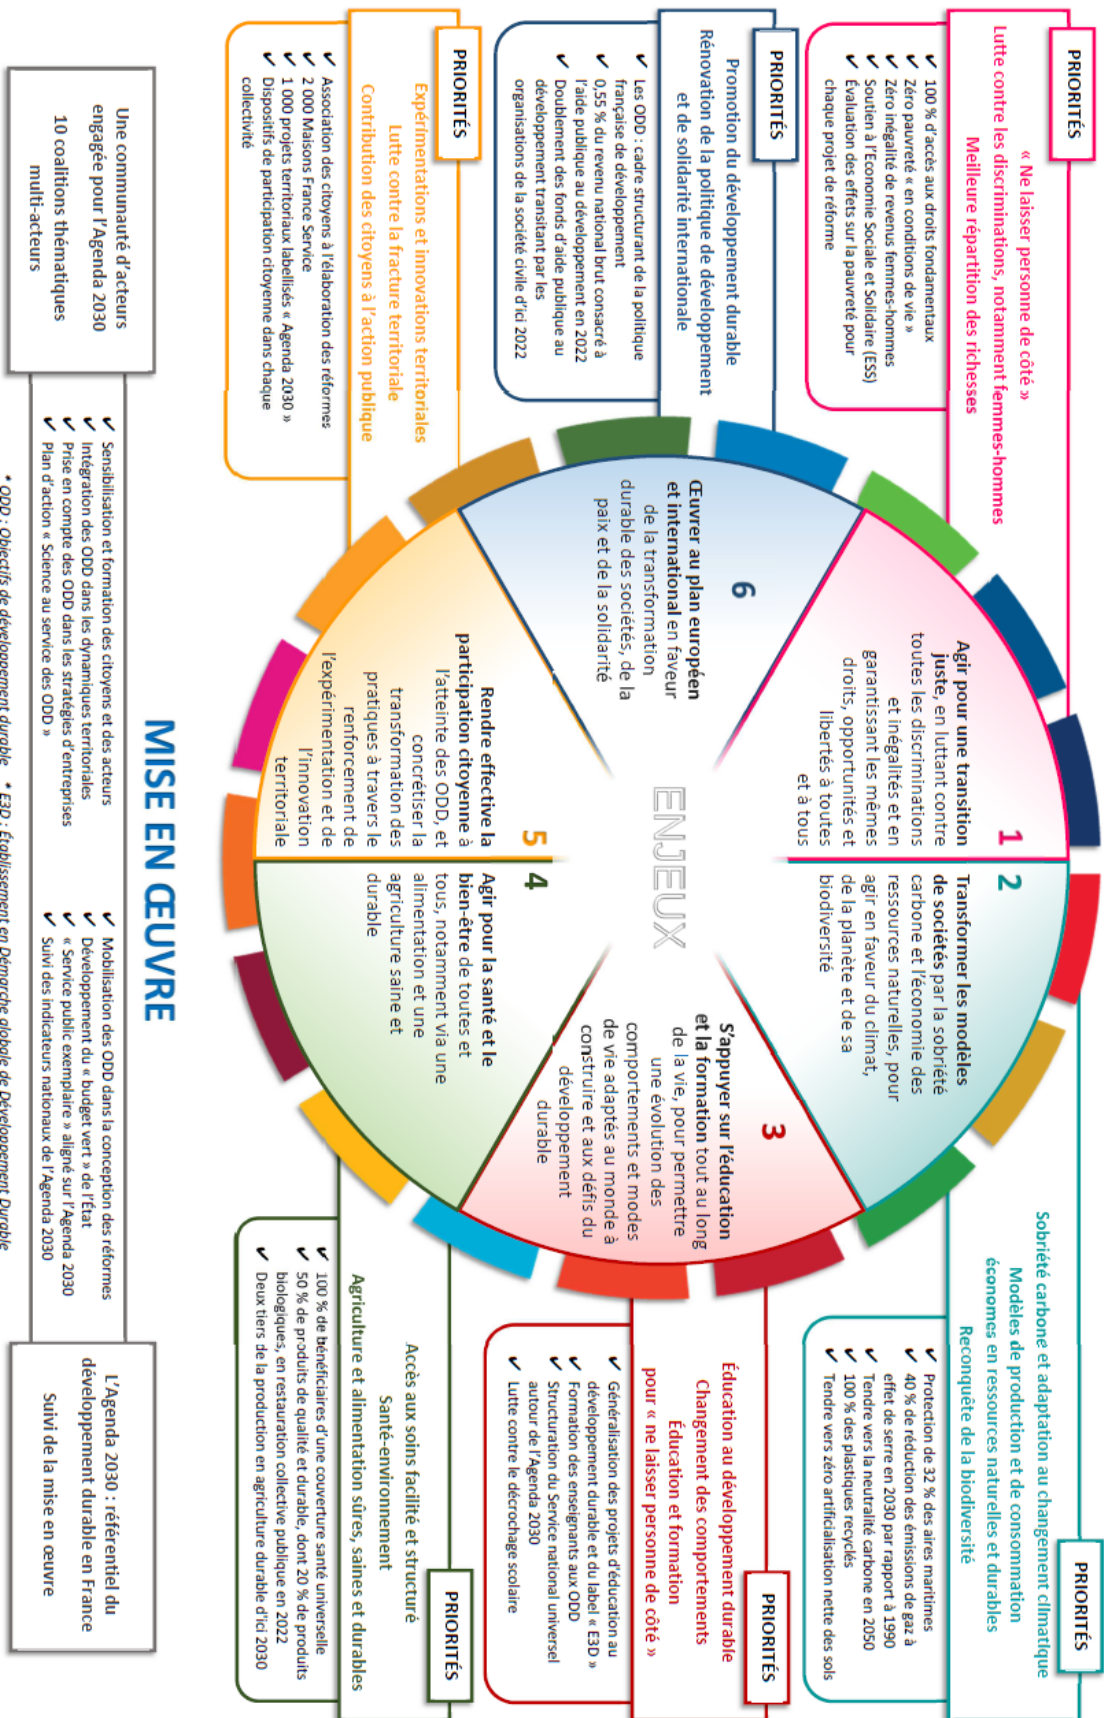 PRIORITÉS
« Ne laisser personne de côté »
Lutte contre les discriminations, notamment femmes-hommes
Meilleure répartition des richesses
✔ 100 % d'accès aux droits fondamentaux
✔ Zéro pauvreté « en conditions de vie »
✔ Zéro inégalité de revenus femmes-hommes
✔ Soutien à l'Economie Sociale et Solidaire (ESS)
✔ Évaluation des effets sur la pauvreté pour
chaque projet de réforme
PRIORITÉS
Sobriété carbone et adaptation au changement climatique
Modèles de production et de consommation
économes en ressources naturelles et durables
Reconquête de la biodiversité
✔ Protection de 32 % des aires maritimes
✔ 40 % de réduction des émissions de gaz à
effet de serre en 2030 par rapport à 1990
✔ Tendre vers la neutralité carbone en 2050
✔ 100 % des plastiques recyclés
✔ Tendre vers zéro artificialisation nette des sols
PRIORITÉS
Promotion du développement durable
Rénovation de la politique de développement
et de solidarité internationale
✔ Les ODD : cadre structurant de la politique
française de développement
✔ 0,55 % du revenu national brut consacré à
l'aide publique au développement en 2022
✔ Doublement des fonds d'aide publique au
développement transitant par les
organisations de la société civile d'ici 2022
PRIORITÉS
Éducation au développement durable
Changement des comportements
Éducation et formation
pour « ne laisser personne de côté »
✔ Généralisation des projets d'éducation au
développement durable et du label « E3D »
✔ Formation des enseignants aux ODD
✔ Structuration du Service national universel
autour de l'Agenda 2030
✔ Lutte contre le décrochage scolaire
PRIORITÉS
Expérimentations et innovations territoriales
Lutte contre la fracture territoriale
Contribution des citoyens à l'action publique
✔ Association des citoyens à l'élaboration des réformes
✔ 2 000 Maisons France Service
✔ 1 000 projets territoriaux labellisés « Agenda 2030 »
✔ Dispositifs de participation citoyenne dans chaque
collectivité
PRIORITÉS
Accès aux soins facilité et structuré
Santé-environnement
Agriculture et alimentation sûres, saines et durables
✔ 100 % de bénéficiaires d'une couverture santé universelle
✔ 50 % de produits de qualité et durable, dont 20 % de produits
biologiques, en restauration collective publique en 2022
✔ Deux tiers de la production en agriculture durable d'ici 2030
ENJEUX
1
Agir pour une transition
juste, en luttant contre
toutes les discriminations
et inégalités et en
garantissant les mêmes
droits, opportunités et
libertés à toutes
et à tous
2
Transformer les modèles
de sociétés par la sobriété
carbone et l'économie des
ressources naturelles, pour
agir en faveur du climat,
de la planète et de sa
biodiversité
3
S'appuyer sur l'éducation
et la formation tout au long
de la vie, pour permettre
une évolution des
comportements et modes
de vie adaptés au monde à
construire et aux défis du
développement
durable
4
Agir pour la santé et le
bien-être de toutes et
tous, notamment via une
alimentation et une
agriculture saine et
durable
5
Rendre effective la
participation citoyenne à
l'atteinte des ODD, et
concrétiser la
transformation des
pratiques à travers le
renforcement de
l'expérimentation et de
l'innovation
territoriale
6
Œuvrer au plan européen
et international en faveur
de la transformation
durable des sociétés, de la
paix et de la solidarité
MISE EN ŒUVRE
Une communauté d'acteurs
engagée pour l'Agenda 2030
10 coalitions thématiques
multi-acteurs
✔ Sensibilisation et formation des citoyens et des acteurs
✔ Intégration des ODD dans les dynamiques territoriales
✔ Prise en compte des ODD dans les stratégies d'entreprises
✔ Plan d'action « Science au service des ODD »
✔ Mobilisation des ODD dans la conception des réformes
✔ Développement du « budget vert » de l'État
✔ « Service public exemplaire » aligné sur l'Agenda 2030
✔ Suivi des indicateurs nationaux de l'Agenda 2030
L'Agenda 2030 : référentiel du
développement durable en France
Suivi de la mise en œuvre
* ODD : Objectifs de développement durable * E3D : Établissement en Démarche globale de Développement Durable